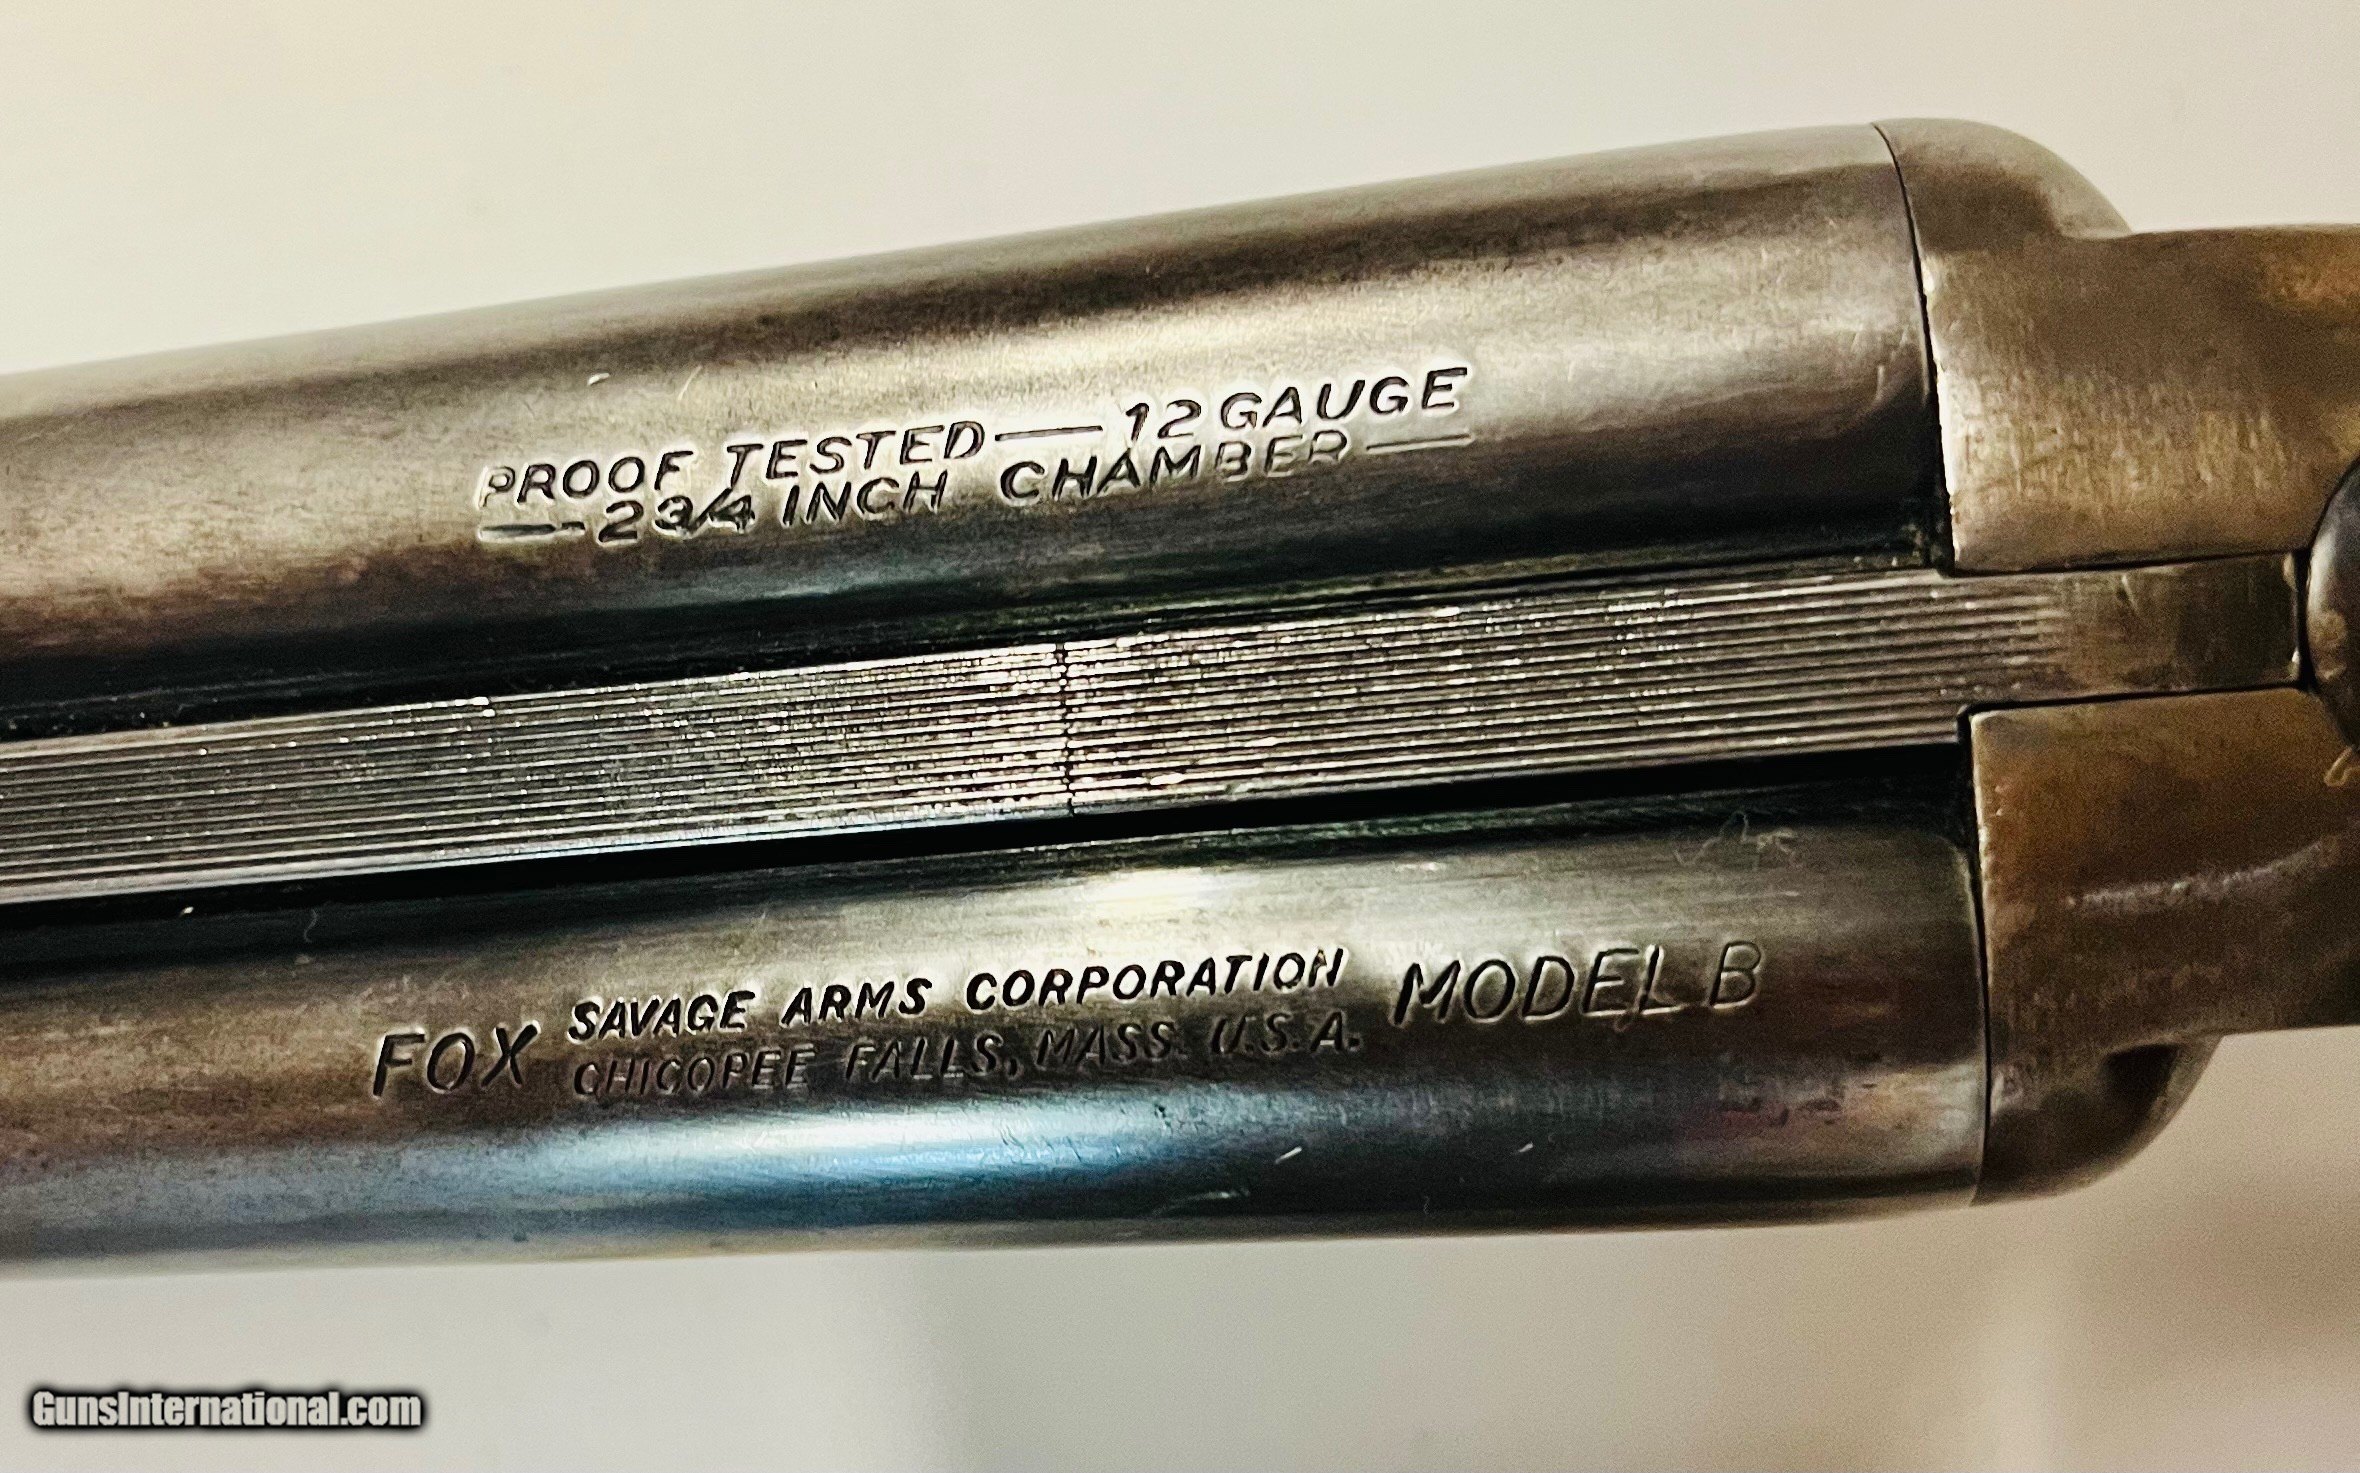 PROOF TESTED — 12 GAUGE
— 2 3/4 INCH CHAMBER —
FOX SAVAGE ARMS CORPORATION MODEL B
CHICOPEE FALLS, MASS. U.S.A.
GunsInternational.com